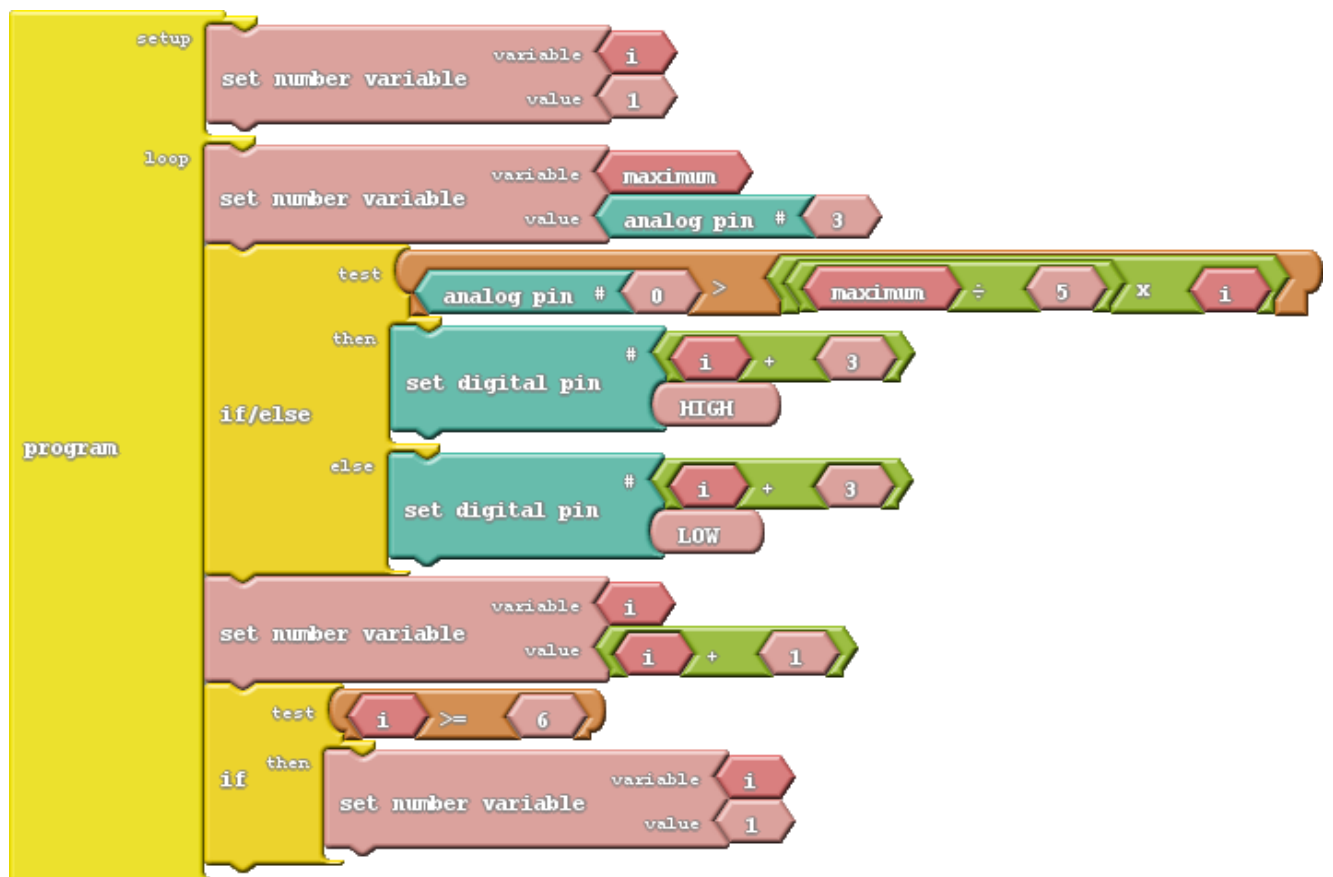 setup
set number variable
variable i
value 1
loop
set number variable
variable maximum
value analog pin # 3
test analog pin # 0 > maximum ÷ 5 x i
then
set digital pin
# i + 3
HIGH
if/else
program
else
set digital pin
# i + 3
LOW
set number variable
variable i
value i + 1
test i >= 6
if
then
set number variable
variable i
value 1